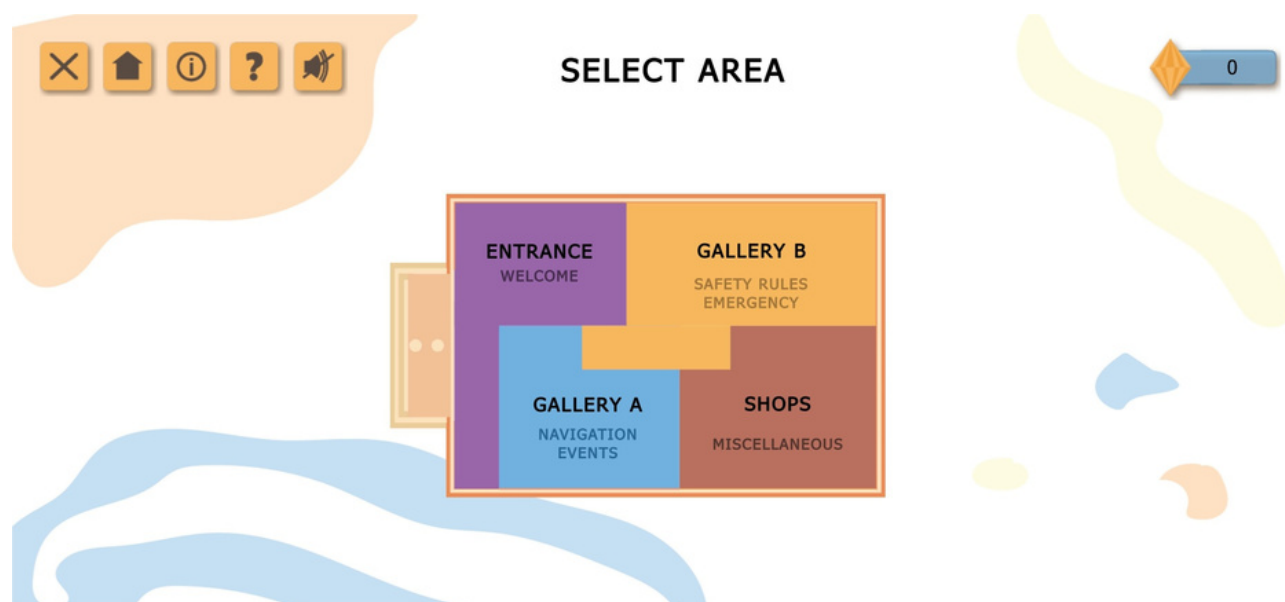 SELECT AREA
0
ENTRANCE
WELCOME
GALLERY B
SAFETY RULES
EMERGENCY
GALLERY A
NAVIGATION
EVENTS
SHOPS
MISCELLANEOUS